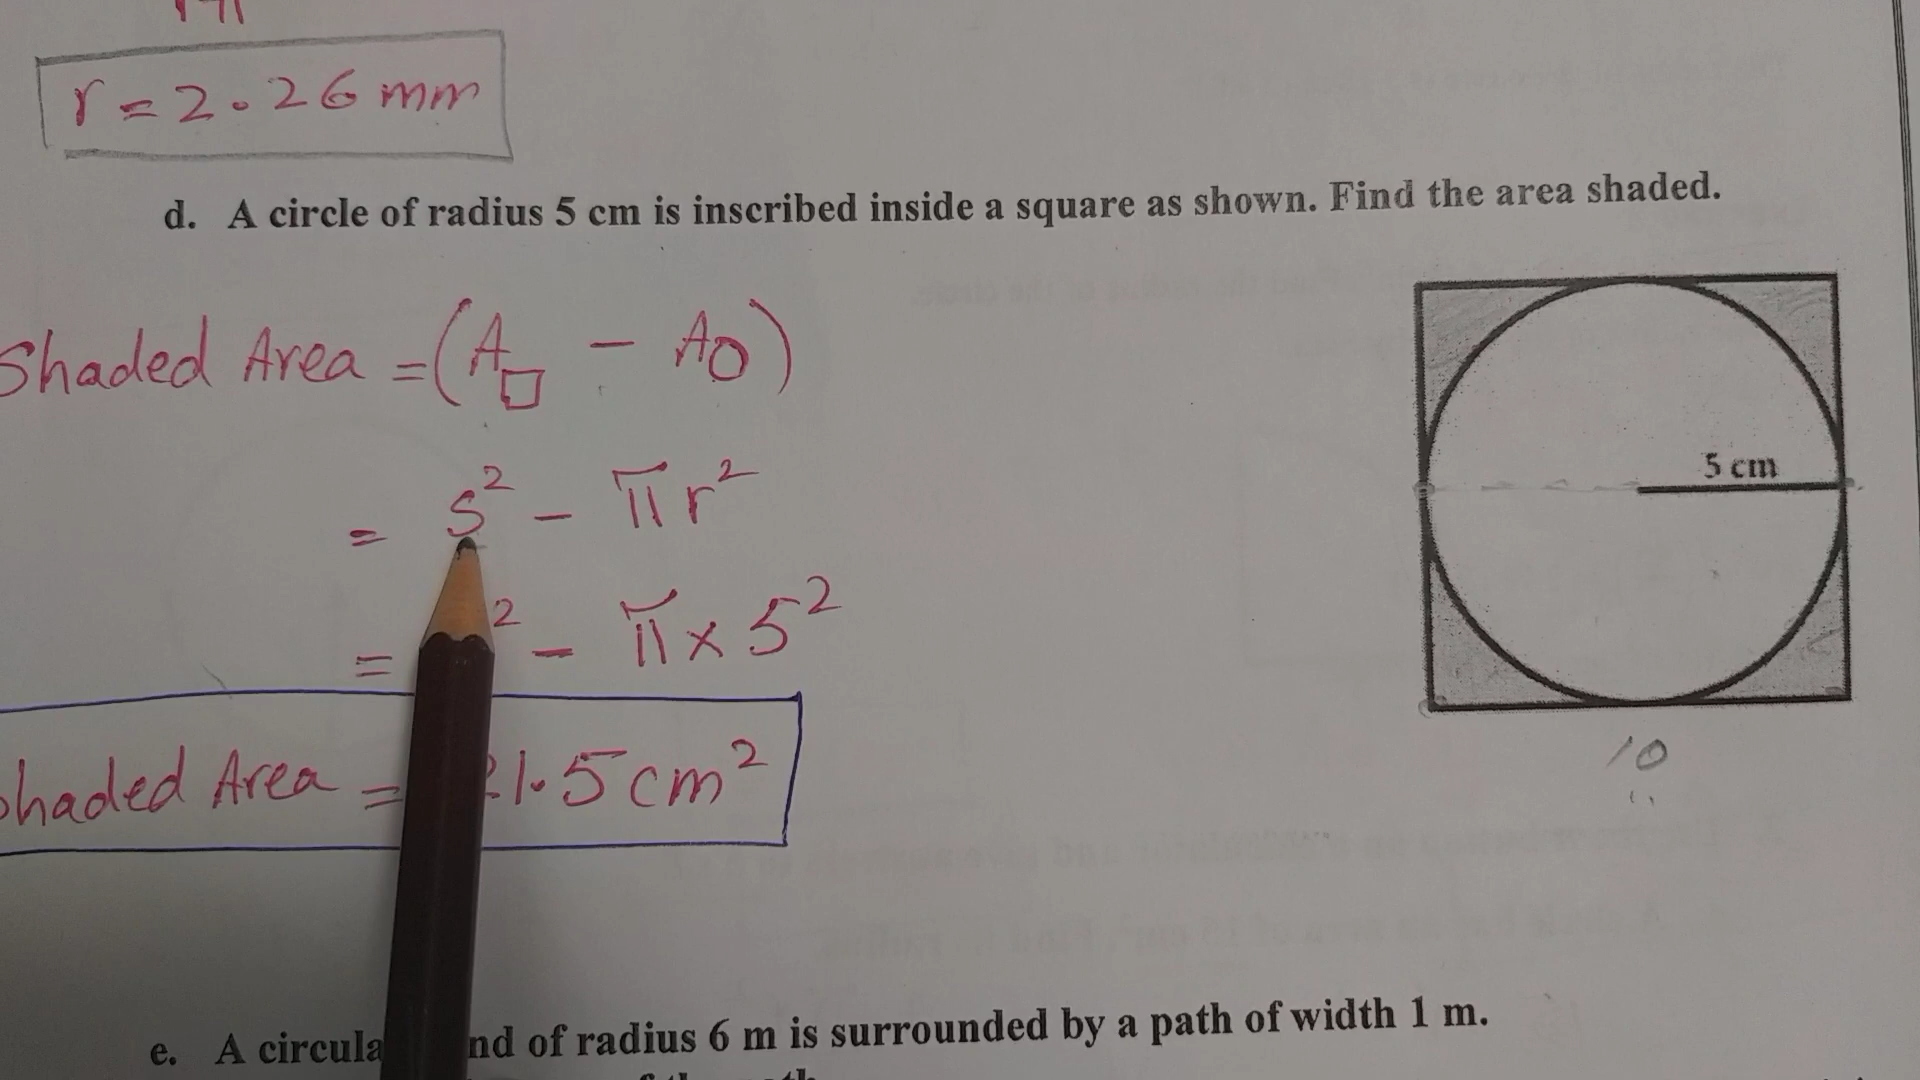 r = 2.26 mm
d. A circle of radius 5 cm is inscribed inside a square as shown. Find the area shaded.
Shaded Area = (A□ - A○)
= s² - πr²
= ² - π × 5²
Shaded Area = 21.5 cm²
5 cm
10
e. A circula nd of radius 6 m is surrounded by a path of width 1 m.